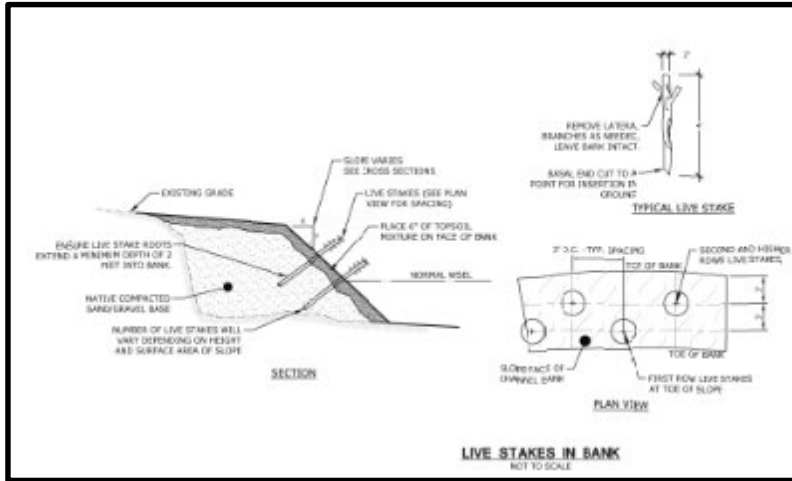 2"
REMOVE LATERAL
BRANCHES AS NEEDED,
LEAVE BARK INTACT
BASAL END CUT TO A
POINT FOR INSERTION IN
GROUND
TYPICAL LIVE STAKE
SLOPE VARIES
SEE CROSS SECTIONS
EXISTING GRADE
LIVE STAKES (SEE PLAN
VIEW FOR SPACING)
ENSURE LIVE STAKE ROOTS
EXTEND A MINIMUM DEPTH OF 2
FEET INTO BANK.
PLACE 6" OF TOPSOIL
MIXTURE ON FACE OF BANK
NORMAL WSEL
NATIVE COMPACTED
SAND/GRAVEL BASE
NUMBER OF LIVE STAKES WILL
VARY DEPENDING ON HEIGHT
AND SURFACE AREA OF SLOPE
SECTION
O.C. TYP. SPACING
SECOND AND HIGHER
ROWS LIVE STAKES,
TOP OF BANK
TOE OF BANK
SLOPE FACE OF
CHANNEL BANK
FIRST ROW LIVE STAKES
AT TOE OF SLOPE
PLAN VIEW
LIVE STAKES IN BANK
NOT TO SCALE